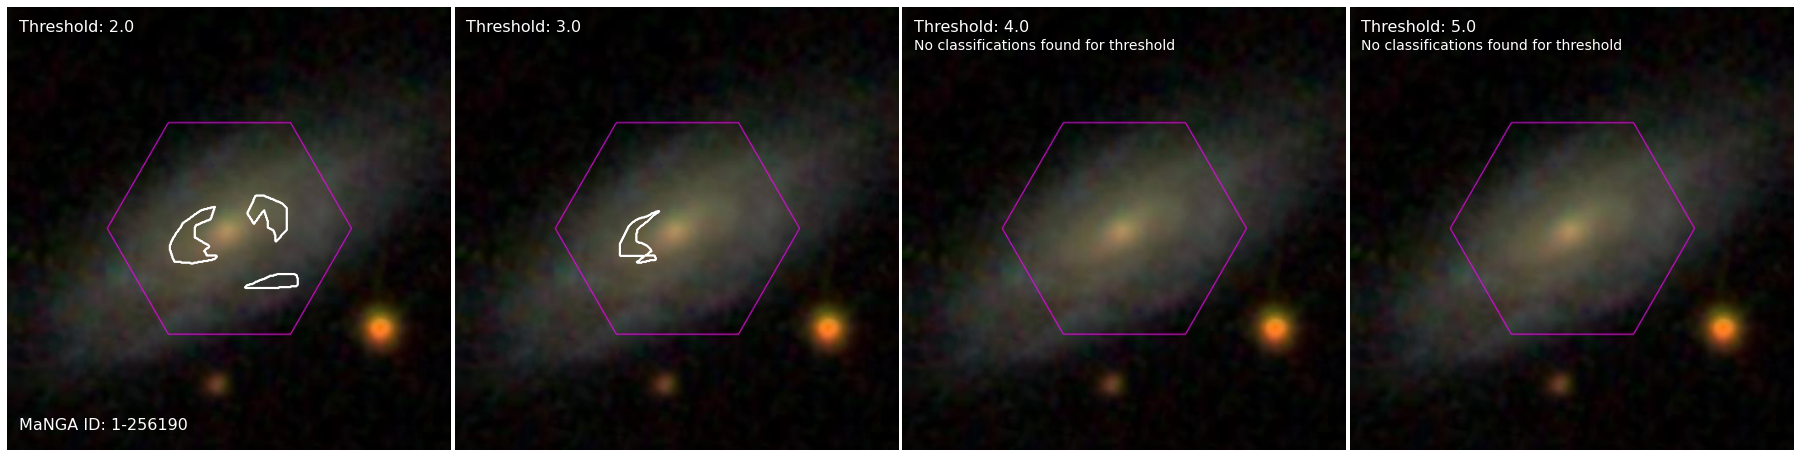 Threshold: 2.0
MaNGA ID: 1-256190
Threshold: 3.0
Threshold: 4.0
No classifications found for threshold
Threshold: 5.0
No classifications found for threshold